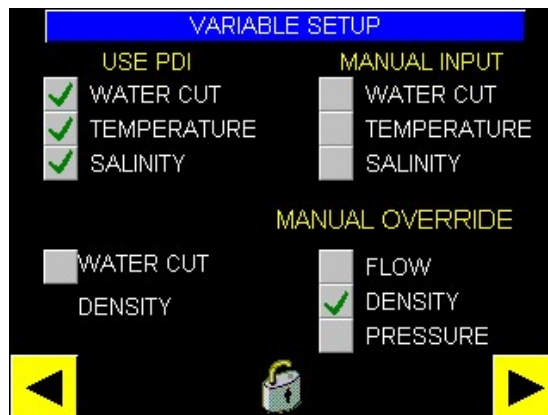 VARIABLE SETUP
USE PDI
WATER CUT
TEMPERATURE
SALINITY
MANUAL INPUT
WATER CUT
TEMPERATURE
SALINITY
WATER CUT
DENSITY
MANUAL OVERRIDE
FLOW
DENSITY
PRESSURE